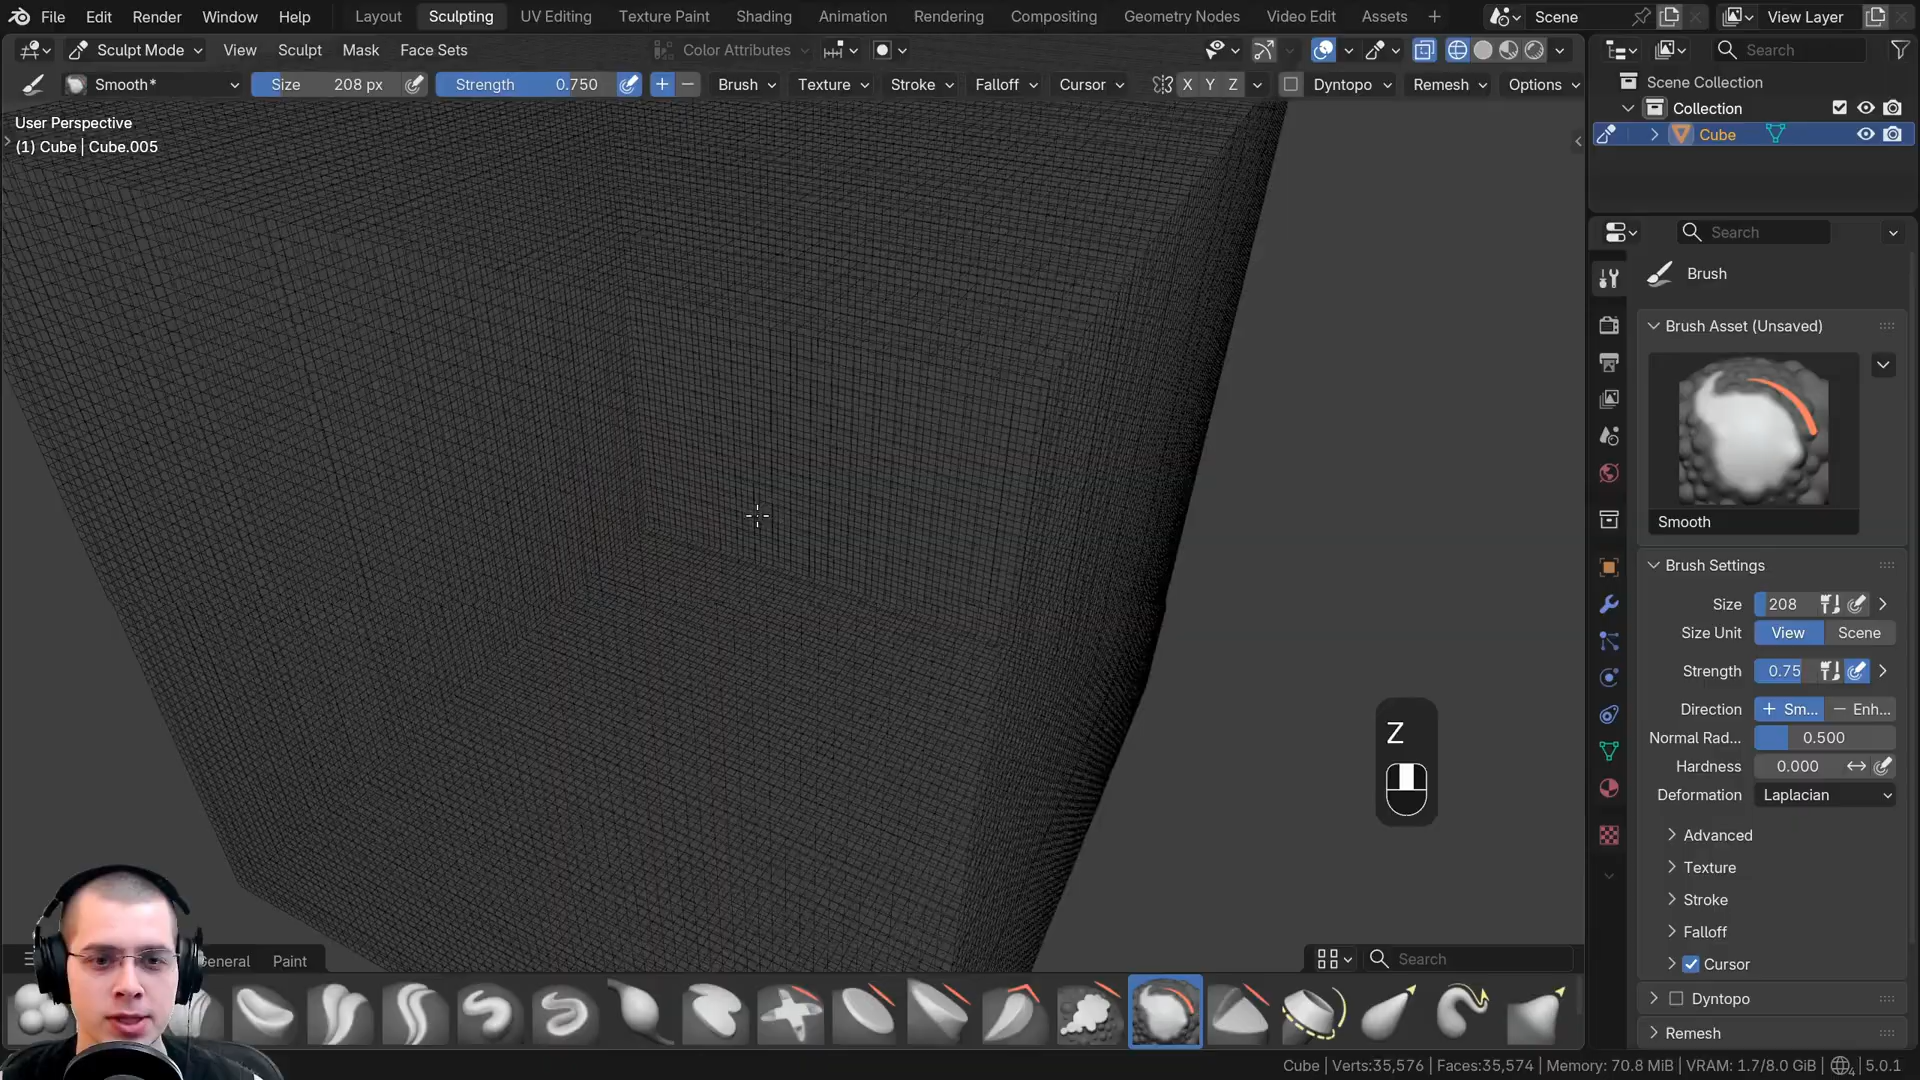 File Edit Render Window Help Layout Sculpting UV Editing Texture Paint Shading Animation Rendering Compositing Geometry Nodes Video Edit Assets + Scene View Layer
Sculpt Mode View Sculpt Mask Face Sets Color Attributes Search
Smooth* Size 208 px Strength 0.750 + − Brush Texture Stroke Falloff Cursor X Y Z Dyntopo Remesh Options
Scene Collection
Collection
Cube
User Perspective
(1) Cube | Cube.005
Search
Brush
Brush Asset (Unsaved)
Smooth
Brush Settings
Size 208
Size Unit View Scene
Strength 0.75
Direction + Sm... − Enh...
Normal Rad... 0.500
Hardness 0.000
Deformation Laplacian
Advanced
Texture
Stroke
Falloff
Cursor
Dyntopo
Remesh
Z
General Paint Search
Cube | Verts:35,576 | Faces:35,574 | Memory: 70.8 MiB | VRAM: 1.7/8.0 GiB | 5.0.1